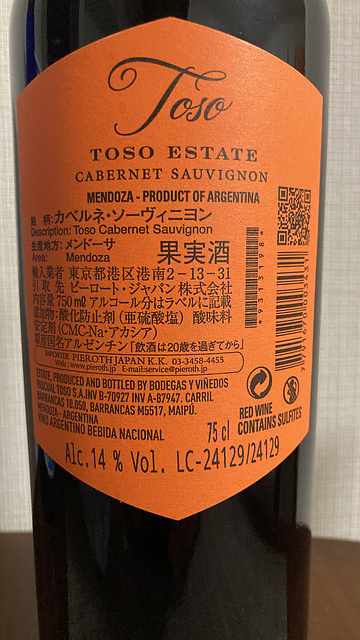 Toso
TOSO ESTATE
CABERNET SAUVIGNON
MENDOZA - PRODUCT OF ARGENTINA
銘 柄: カベルネ・ソーヴィニヨン
Description: Toso Cabernet Sauvignon
生産地方: メンドーサ
Area: Mendoza
果実酒
輸入業者 東京都港区港南2-13-31
引 取 先 ピーロート・ジャパン株式会社
内容量 750mℓ アルコール分はラベルに記載
添加物:酸化防止剤 (亜硫酸塩) 酸味料
安定剤 (CMC-Na・アカシア)
原産国名アルゼンチン「飲酒は20歳を過ぎてから」
IMPORTER PIEROTH JAPAN K.K. 03-3458-4455
Web : www.pieroth.jp E-mail:service@pieroth.jp
ESTATE. PRODUCED AND BOTTLED BY BODEGAS Y VIÑEDOS
PASCUAL TOSO S.A. INV B-70927 INV A-87947. CARRIL
BARRANCAS 10.050, BARRANCAS M5517, MAIPÚ.
MENDOZA - ARGENTINA
VINO ARGENTINO BEBIDA NACIONAL
75 cl
RED WINE
CONTAINS SULFITES
Alc.14 % Vol. LC-24129/24129
*93133198*